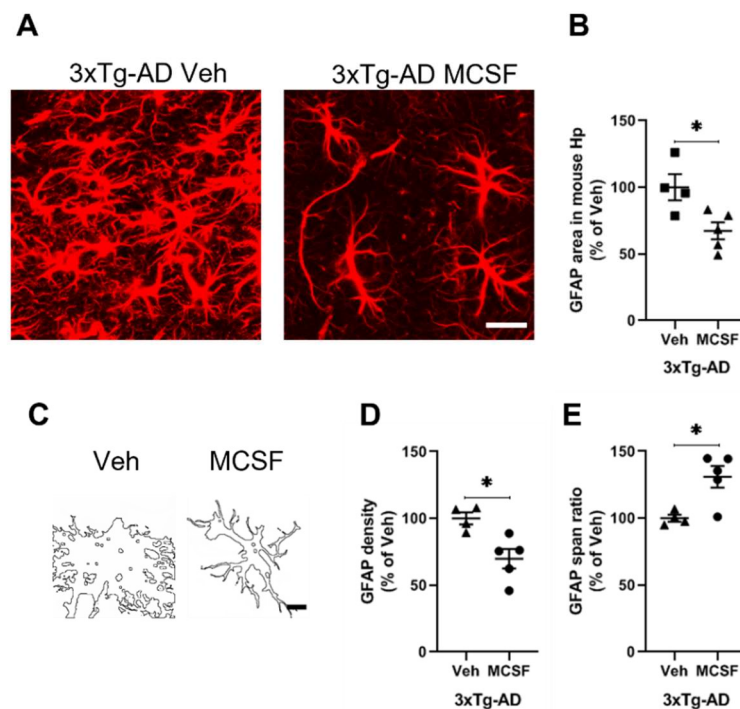 A
3xTg-AD Veh
3xTg-AD MCSF
B
GFAP area in mouse Hp
(% of Veh)
150
100
50
0
*
Veh MCSF
3xTg-AD
C
Veh
MCSF
D
GFAP density
(% of Veh)
150
100
50
0
*
Veh MCSF
3xTg-AD
E
GFAP span ratio
(% of Veh)
150
100
50
0
*
Veh MCSF
3xTg-AD